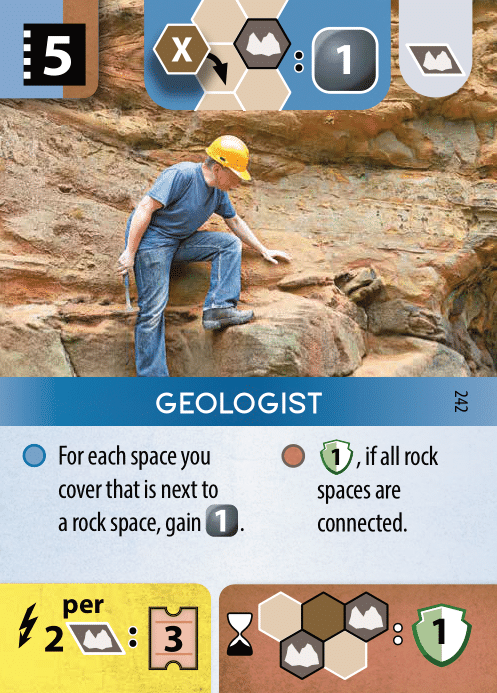 5
X
: 1
GEOLOGIST
242
For each space you
cover that is next to
a rock space, gain 1.
1, if all rock
spaces are
connected.
per
2 : 3
: 1